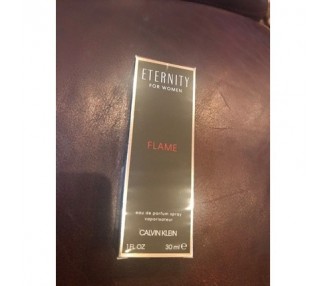 ETERNITY
FOR WOMEN
FLAME
eau de parfum spray
vaporisateur
CALVIN KLEIN
1 FL OZ 30 ml e